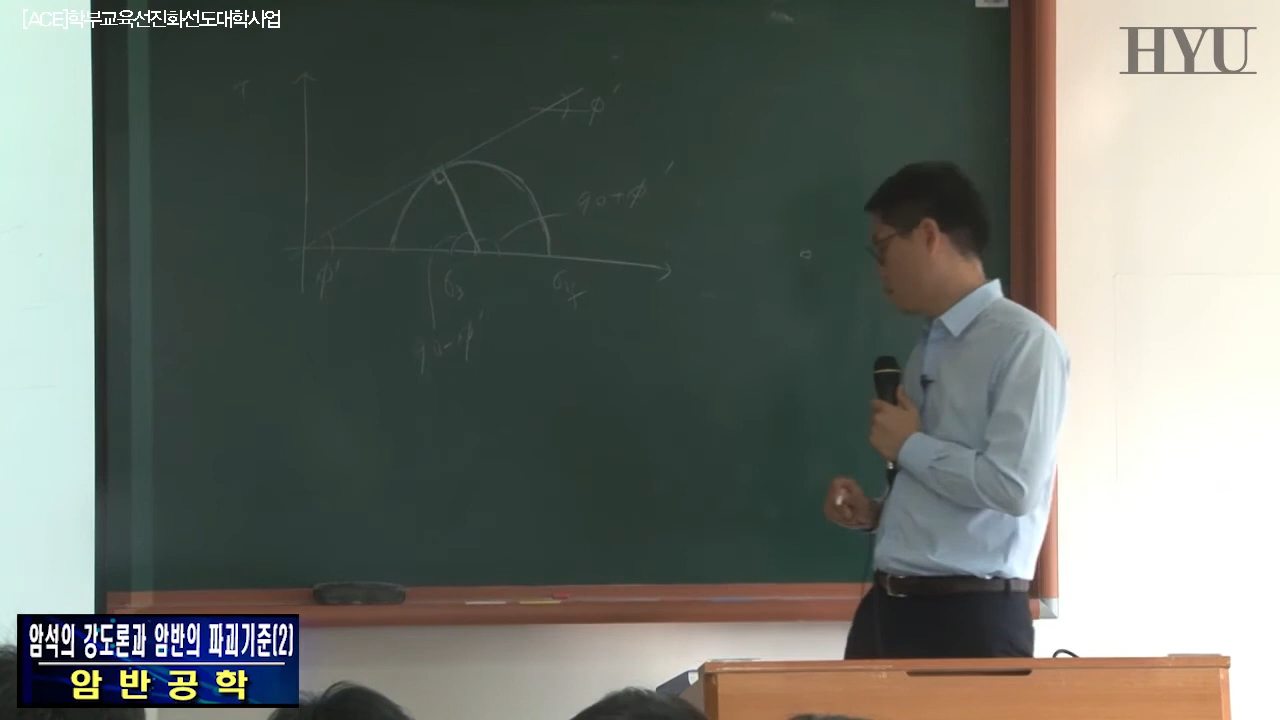 [ACE]학부교육선진화선도대학사업
HYU
τ
φ'
90+φ'
φ'
σ3
90-φ'
암석의 강도론과 암반의 파괴기준(2)
암반공학